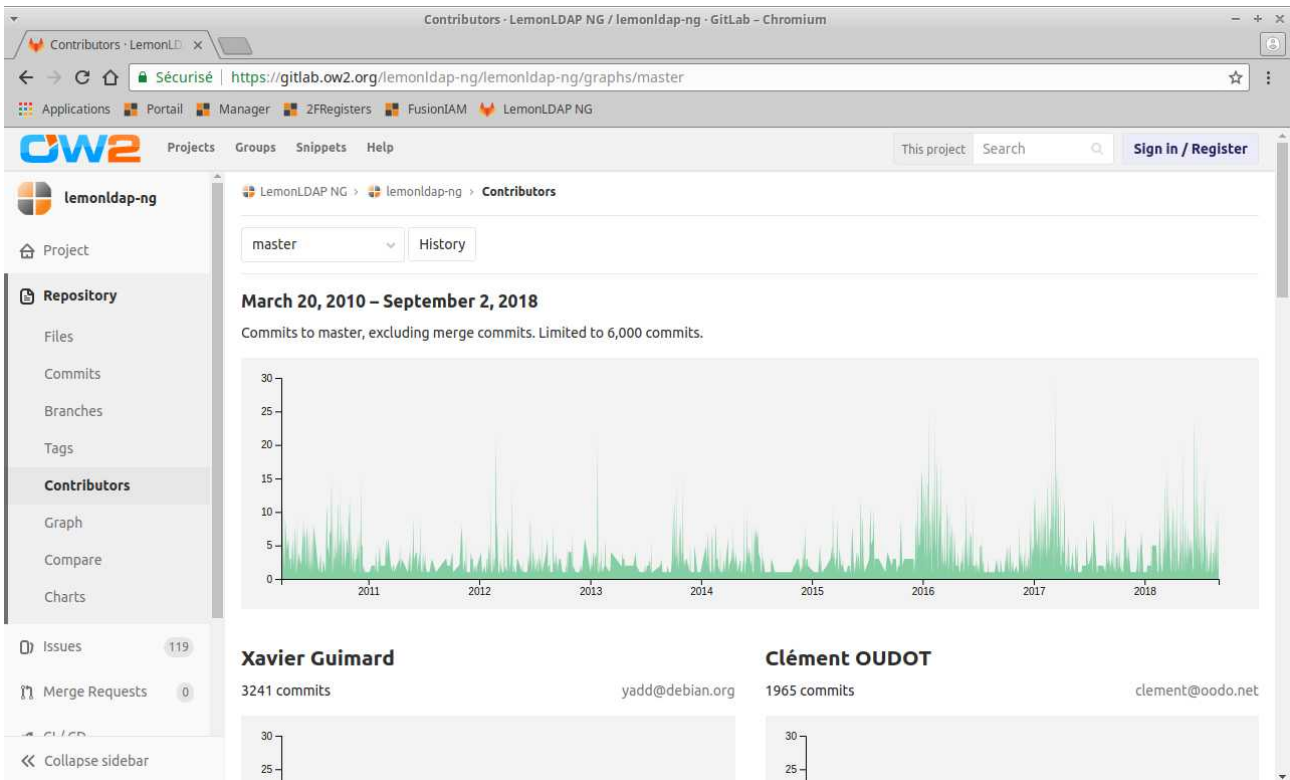 Contributors · LemonLDAP NG / lemonldap-ng · GitLab – Chromium
Contributors · LemonLD
Sécurisé https://gitlab.ow2.org/lemonldap-ng/lemonldap-ng/graphs/master
Applications Portail Manager 2FRegisters FusionIAM LemonLDAP NG
OW2 Projects Groups Snippets Help This project Search Sign in / Register
lemonldap-ng
Project
Repository
Files
Commits
Branches
Tags
Contributors
Graph
Compare
Charts
Issues 119
Merge Requests 0
CI / CD
Collapse sidebar
LemonLDAP NG › lemonldap-ng › Contributors
master History
March 20, 2010 – September 2, 2018
Commits to master, excluding merge commits. Limited to 6,000 commits.
30
25
20
15
10
5
0
2011 2012 2013 2014 2015 2016 2017 2018
Xavier Guimard
3241 commits yadd@debian.org
30
25
Clément OUDOT
1965 commits clement@oodo.net
30
25